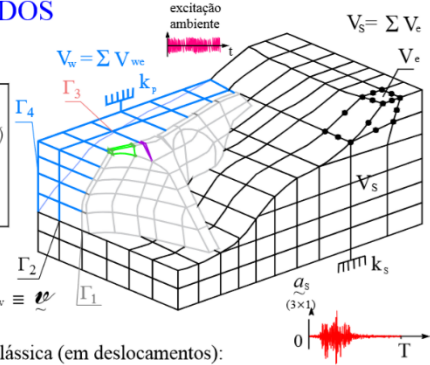 DOS
excitação
ambiente
t
V_S = Σ V_e
V_e
V_w = Σ V_we
k_p
Γ_3
Γ_4
V_S
Γ_2
Γ_1
k_s
≡ v
a_s
(3×1)
0
T
lássica (em deslocamentos):